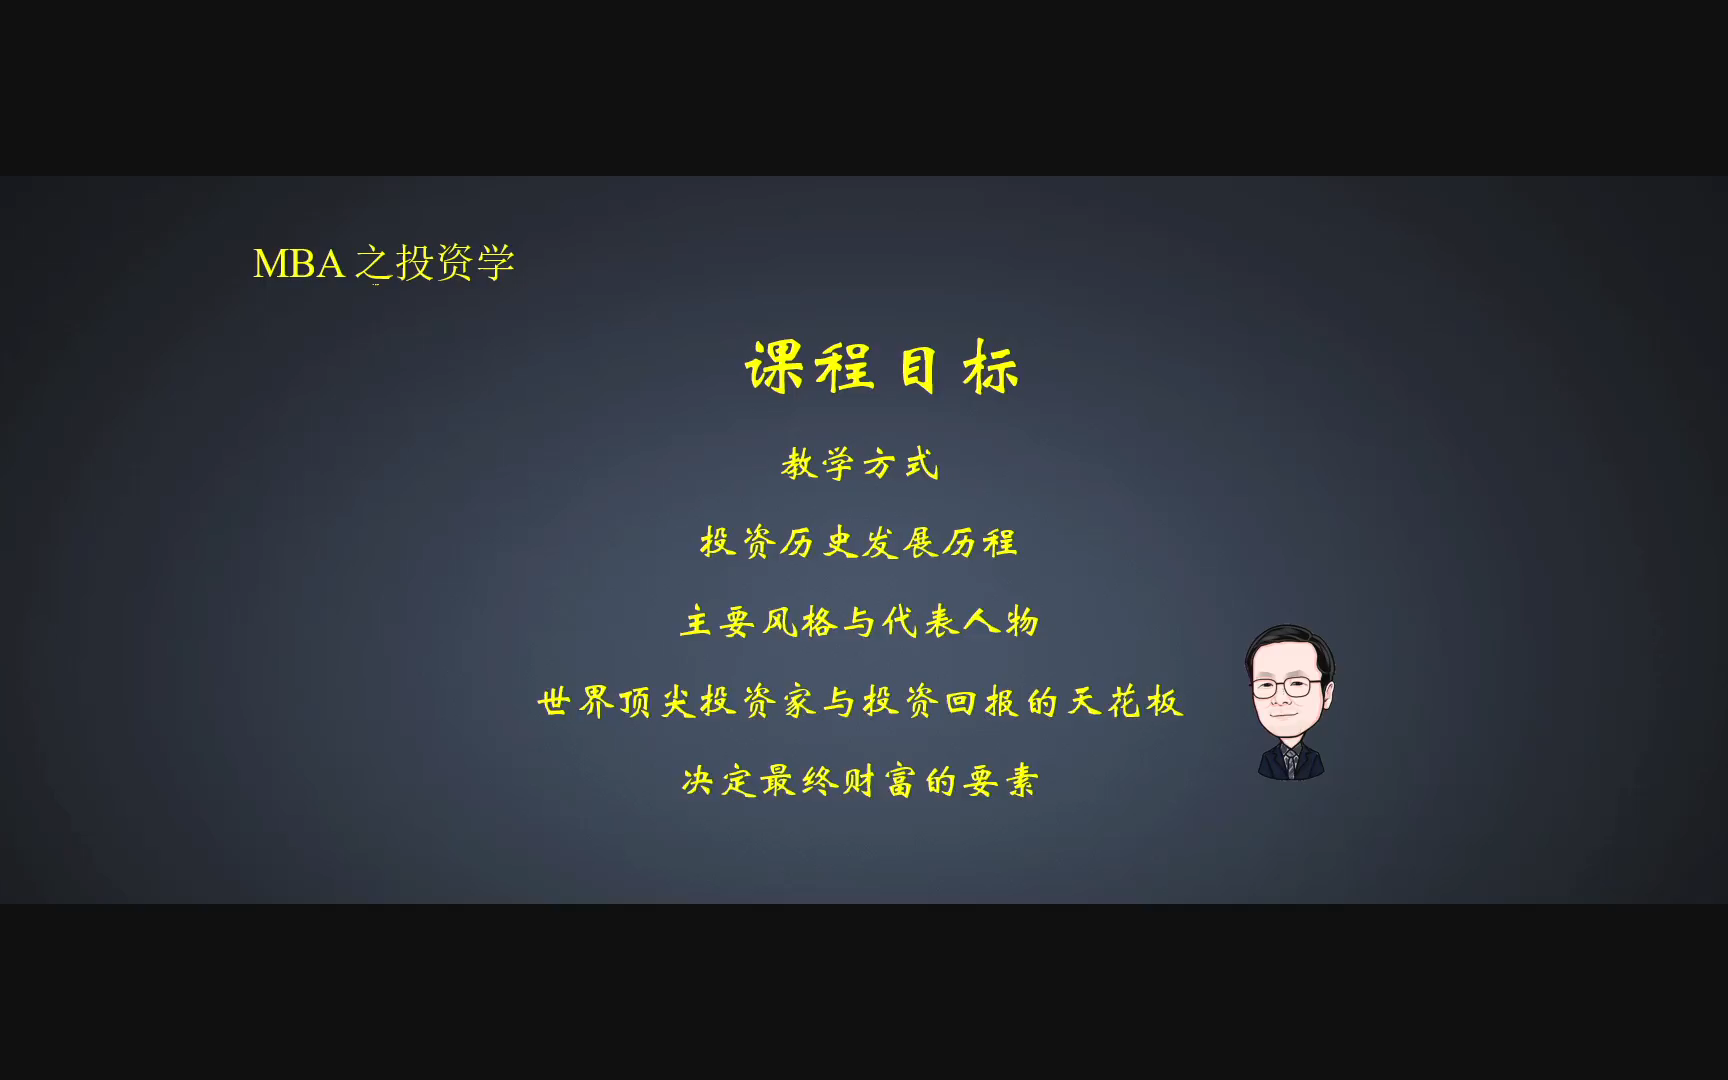 MBA之投资学
课程目标
教学方式
投资历史发展历程
主要风格与代表人物
世界顶尖投资家与投资回报的天花板
决定最终财富的要素